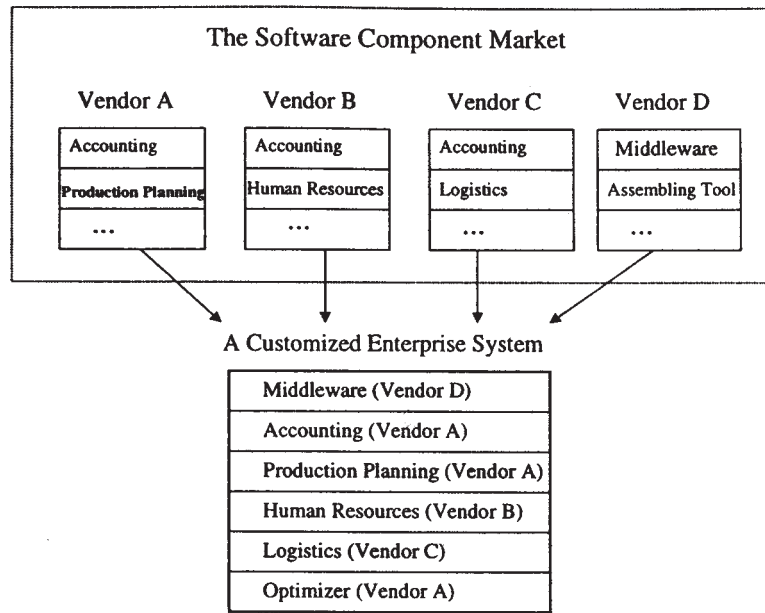 The Software Component Market
Vendor A
Vendor B
Vendor C
Vendor D
Accounting
Production Planning
...
Accounting
Human Resources
...
Accounting
Logistics
...
Middleware
Assembling Tool
...
A Customized Enterprise System
Middleware (Vendor D)
Accounting (Vendor A)
Production Planning (Vendor A)
Human Resources (Vendor B)
Logistics (Vendor C)
Optimizer (Vendor A)